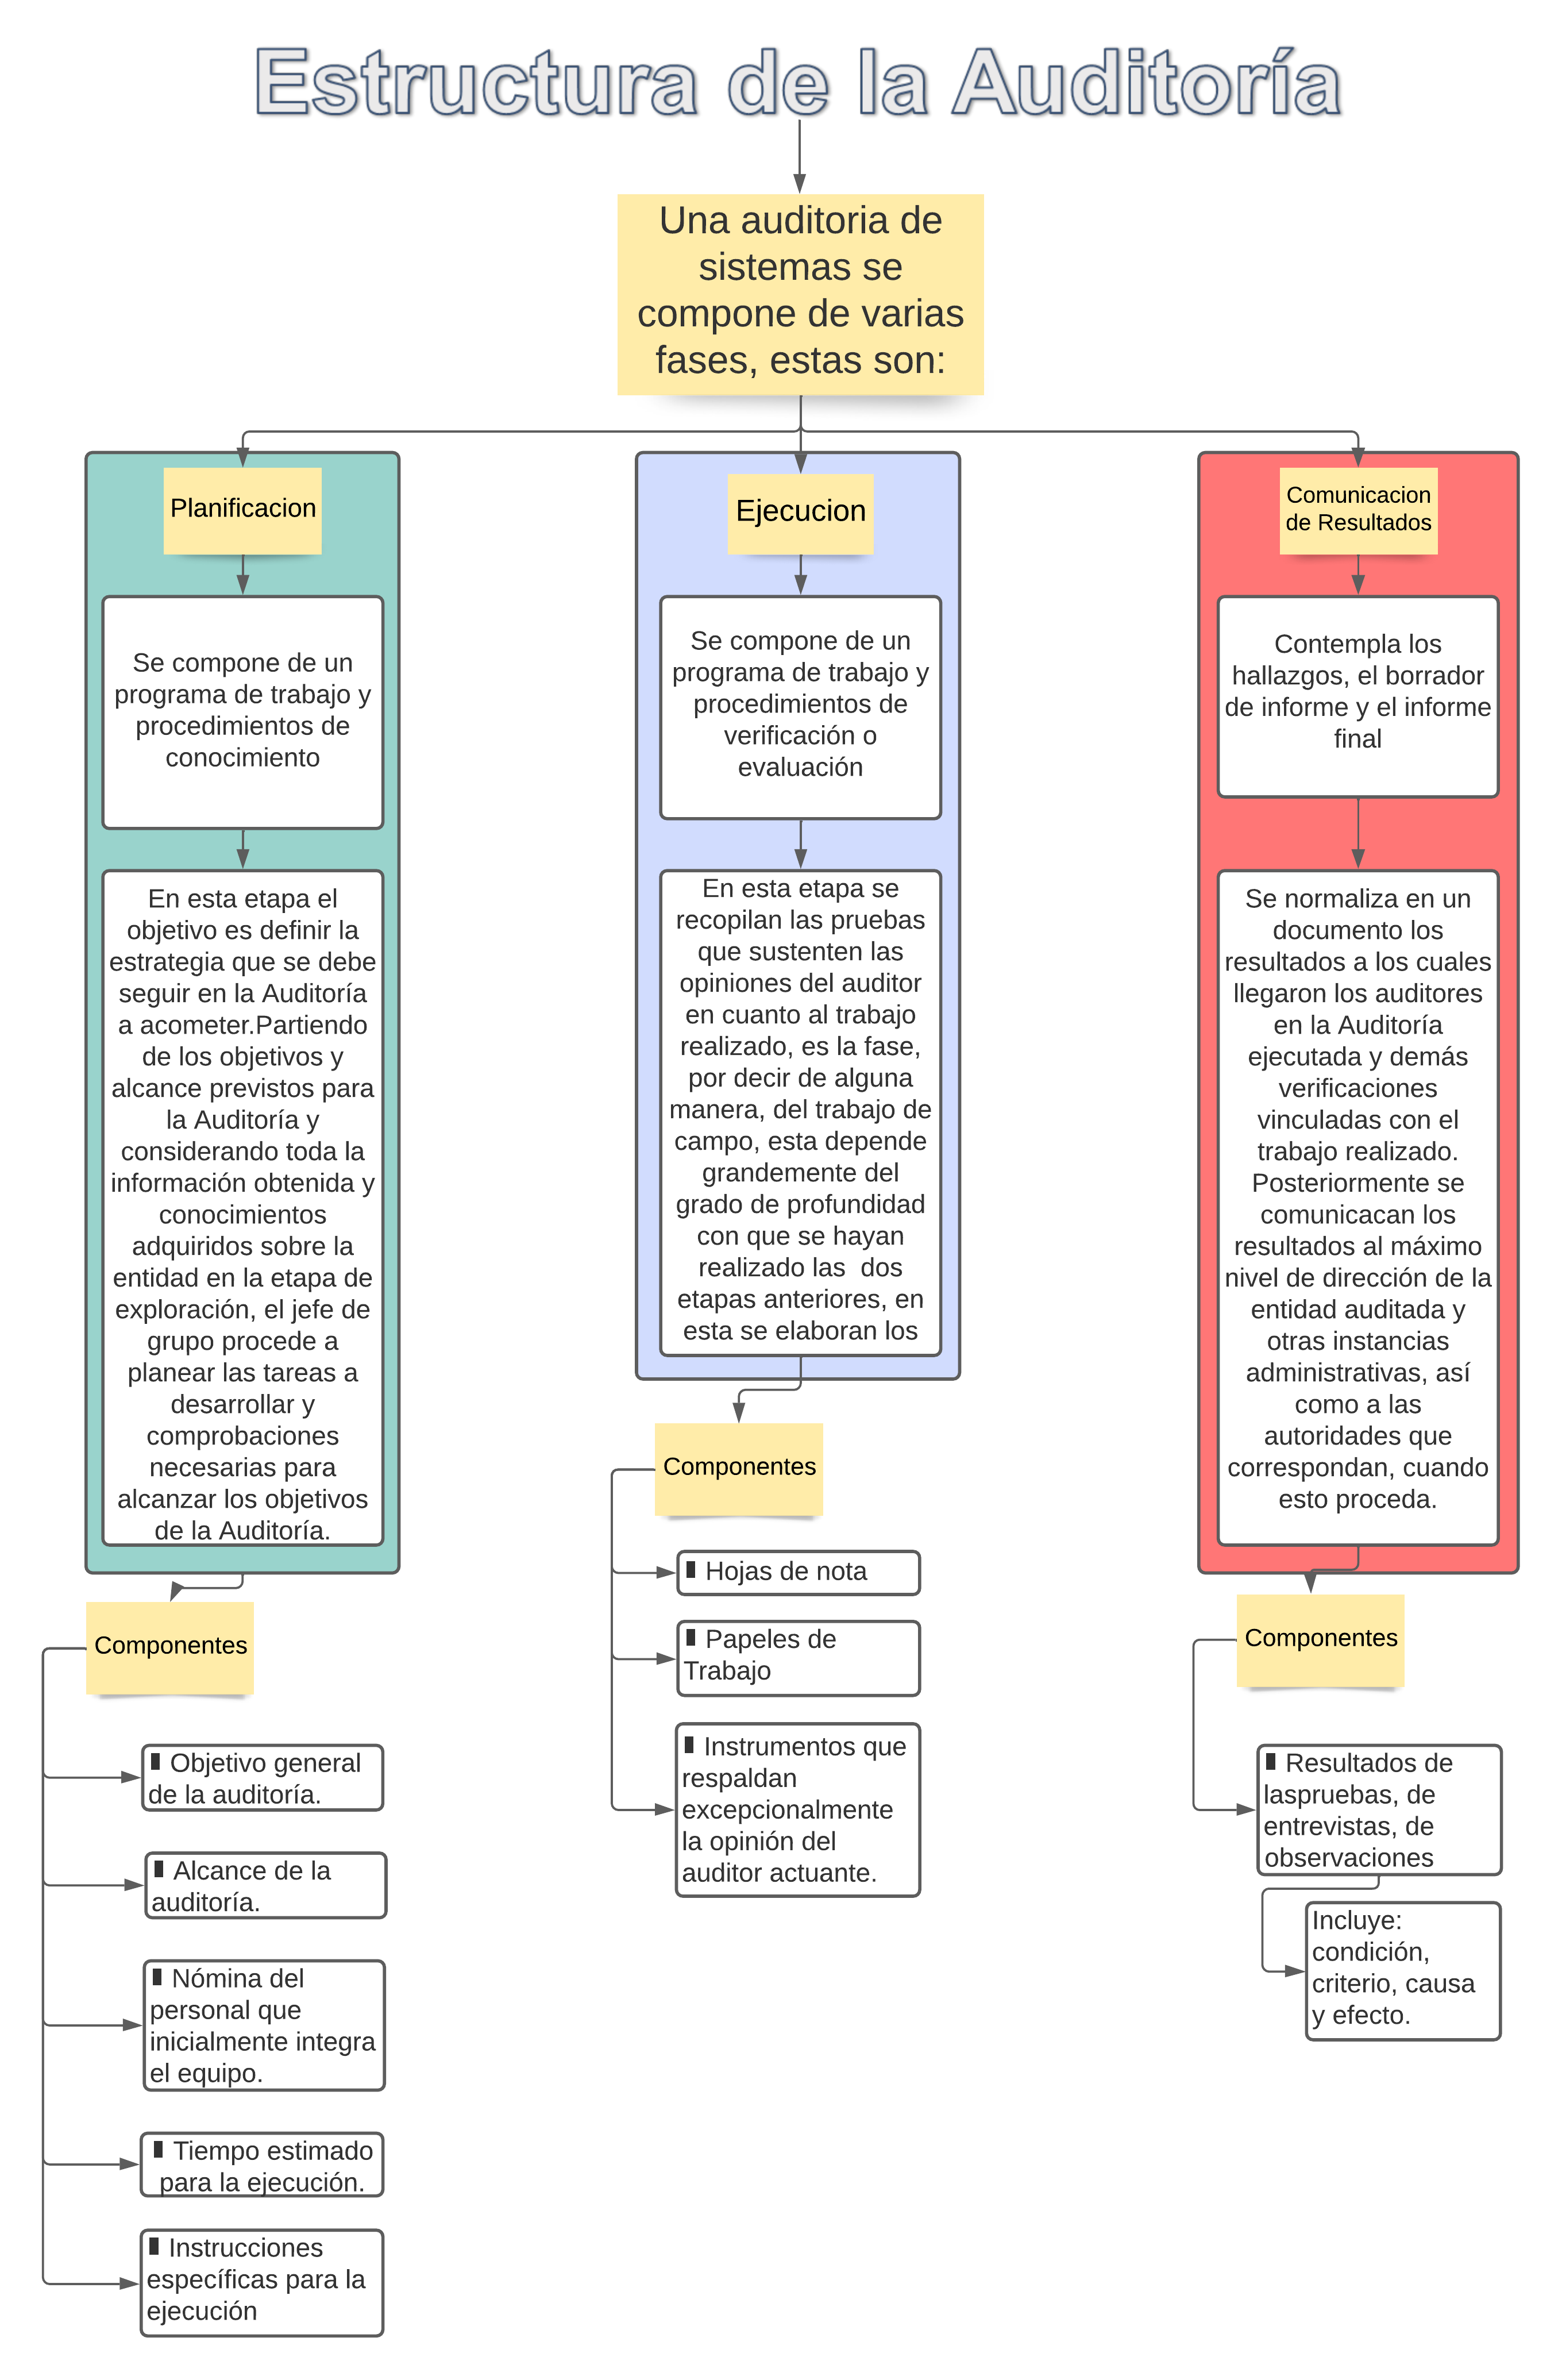 Estructura de la Auditoría
Una auditoria de
sistemas se
compone de varias
fases, estas son:
Planificacion
Se compone de un
programa de trabajo y
procedimientos de
conocimiento
En esta etapa el
objetivo es definir la
estrategia que se debe
seguir en la Auditoría
a acometer.Partiendo
de los objetivos y
alcance previstos para
la Auditoría y
considerando toda la
información obtenida y
conocimientos
adquiridos sobre la
entidad en la etapa de
exploración, el jefe de
grupo procede a
planear las tareas a
desarrollar y
comprobaciones
necesarias para
alcanzar los objetivos
de la Auditoría.
Componentes
Objetivo general
de la auditoría.
Alcance de la
auditoría.
Nómina del
personal que
inicialmente integra
el equipo.
Tiempo estimado
para la ejecución.
Instrucciones
específicas para la
ejecución
Ejecucion
Se compone de un
programa de trabajo y
procedimientos de
verificación o
evaluación
En esta etapa se
recopilan las pruebas
que sustenten las
opiniones del auditor
en cuanto al trabajo
realizado, es la fase,
por decir de alguna
manera, del trabajo de
campo, esta depende
grandemente del
grado de profundidad
con que se hayan
realizado las  dos
etapas anteriores, en
esta se elaboran los
Componentes
Hojas de nota
Papeles de
Trabajo
Instrumentos que
respaldan
excepcionalmente
la opinión del
auditor actuante.
Comunicacion
de Resultados
Contempla los
hallazgos, el borrador
de informe y el informe
final
Se normaliza en un
documento los
resultados a los cuales
llegaron los auditores
en la Auditoría
ejecutada y demás
verificaciones
vinculadas con el
trabajo realizado.
Posteriormente se
comunicacan los
resultados al máximo
nivel de dirección de la
entidad auditada y
otras instancias
administrativas, así
como a las
autoridades que
correspondan, cuando
esto proceda.
Componentes
Resultados de
laspruebas, de
entrevistas, de
observaciones
Incluye:
condición,
criterio, causa
y efecto.